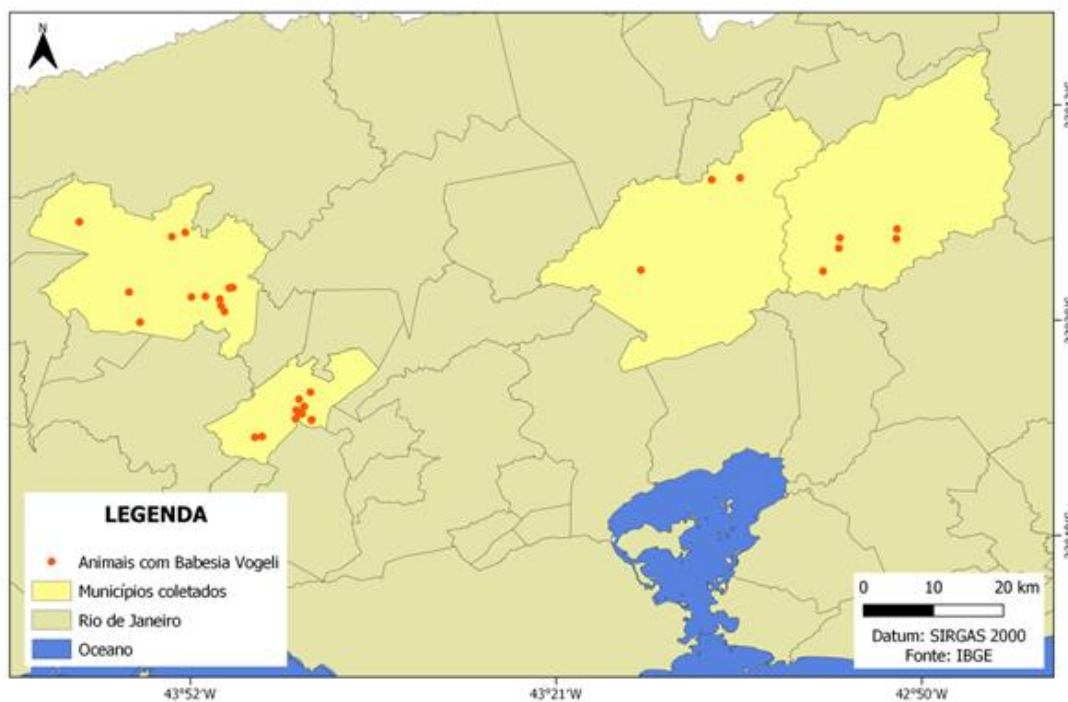 N
LEGENDA
Animais com Babesia Vogeli
Municípios coletados
Rio de Janeiro
Oceano
0 10 20 km
Datum: SIRGAS 2000
Fonte: IBGE
43°52'W 43°21'W 42°50'W